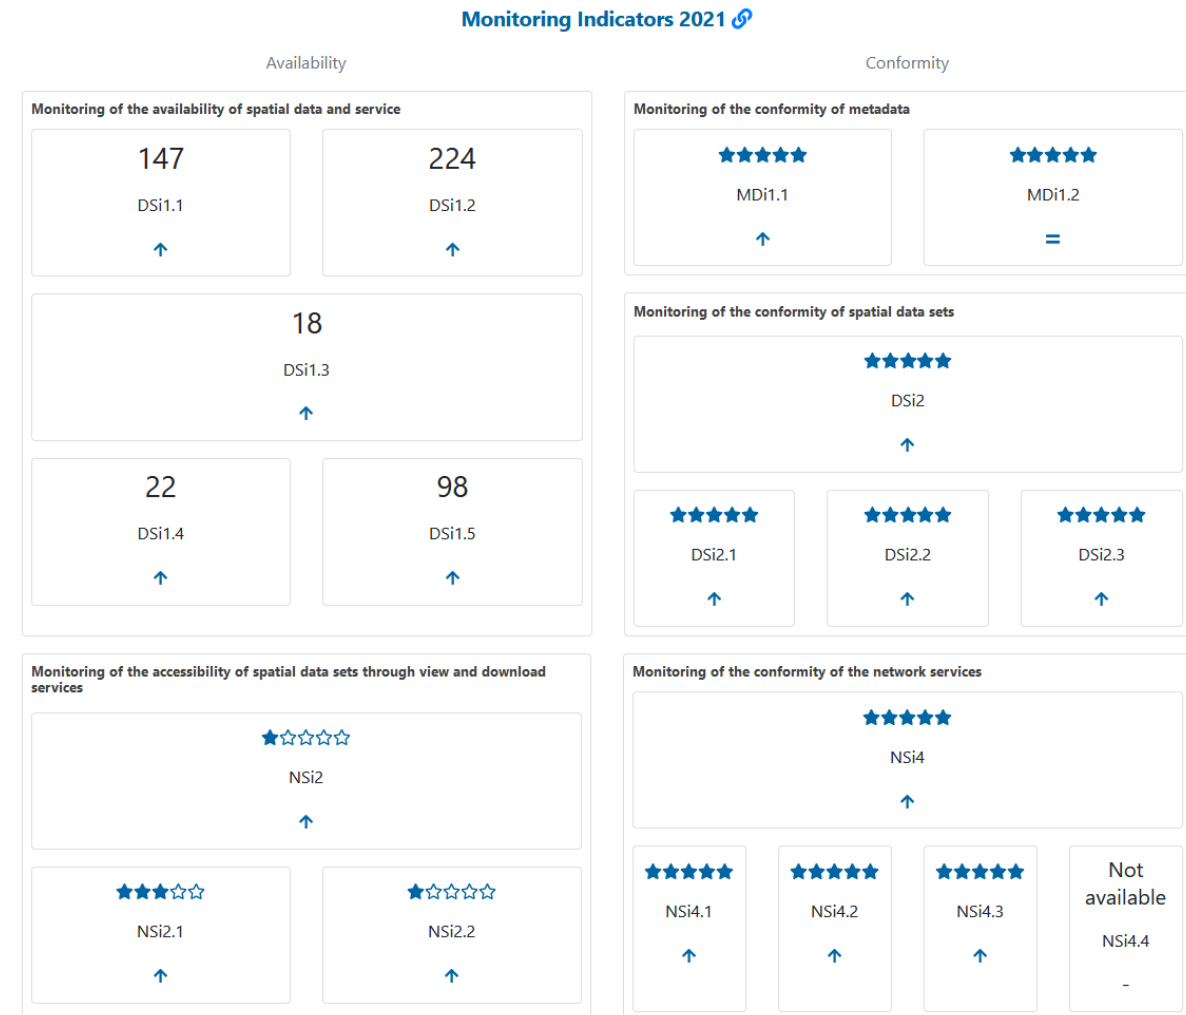 Monitoring Indicators 2021
Availability
Monitoring of the availability of spatial data and service
147
DSi1.1
224
DSi1.2
18
DSi1.3
22
DSi1.4
98
DSi1.5
Monitoring of the accessibility of spatial data sets through view and download
services
NSi2
NSi2.1
NSi2.2
Conformity
Monitoring of the conformity of metadata
MDi1.1
MDi1.2
=
Monitoring of the conformity of spatial data sets
DSi2
DSi2.1
DSi2.2
DSi2.3
Monitoring of the conformity of the network services
NSi4
NSi4.1
NSi4.2
NSi4.3
Not
available
NSi4.4
-